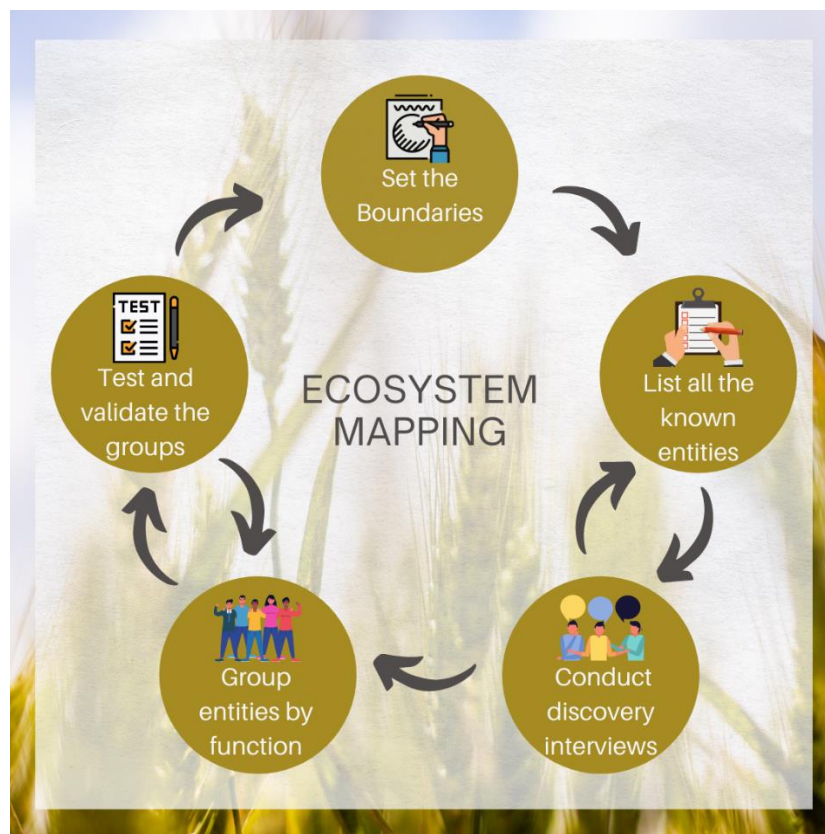 Set the
Boundaries
List all the
known
entities
Conduct
discovery
interviews
Group
entities by
function
TEST
Test and
validate the
groups
ECOSYSTEM
MAPPING